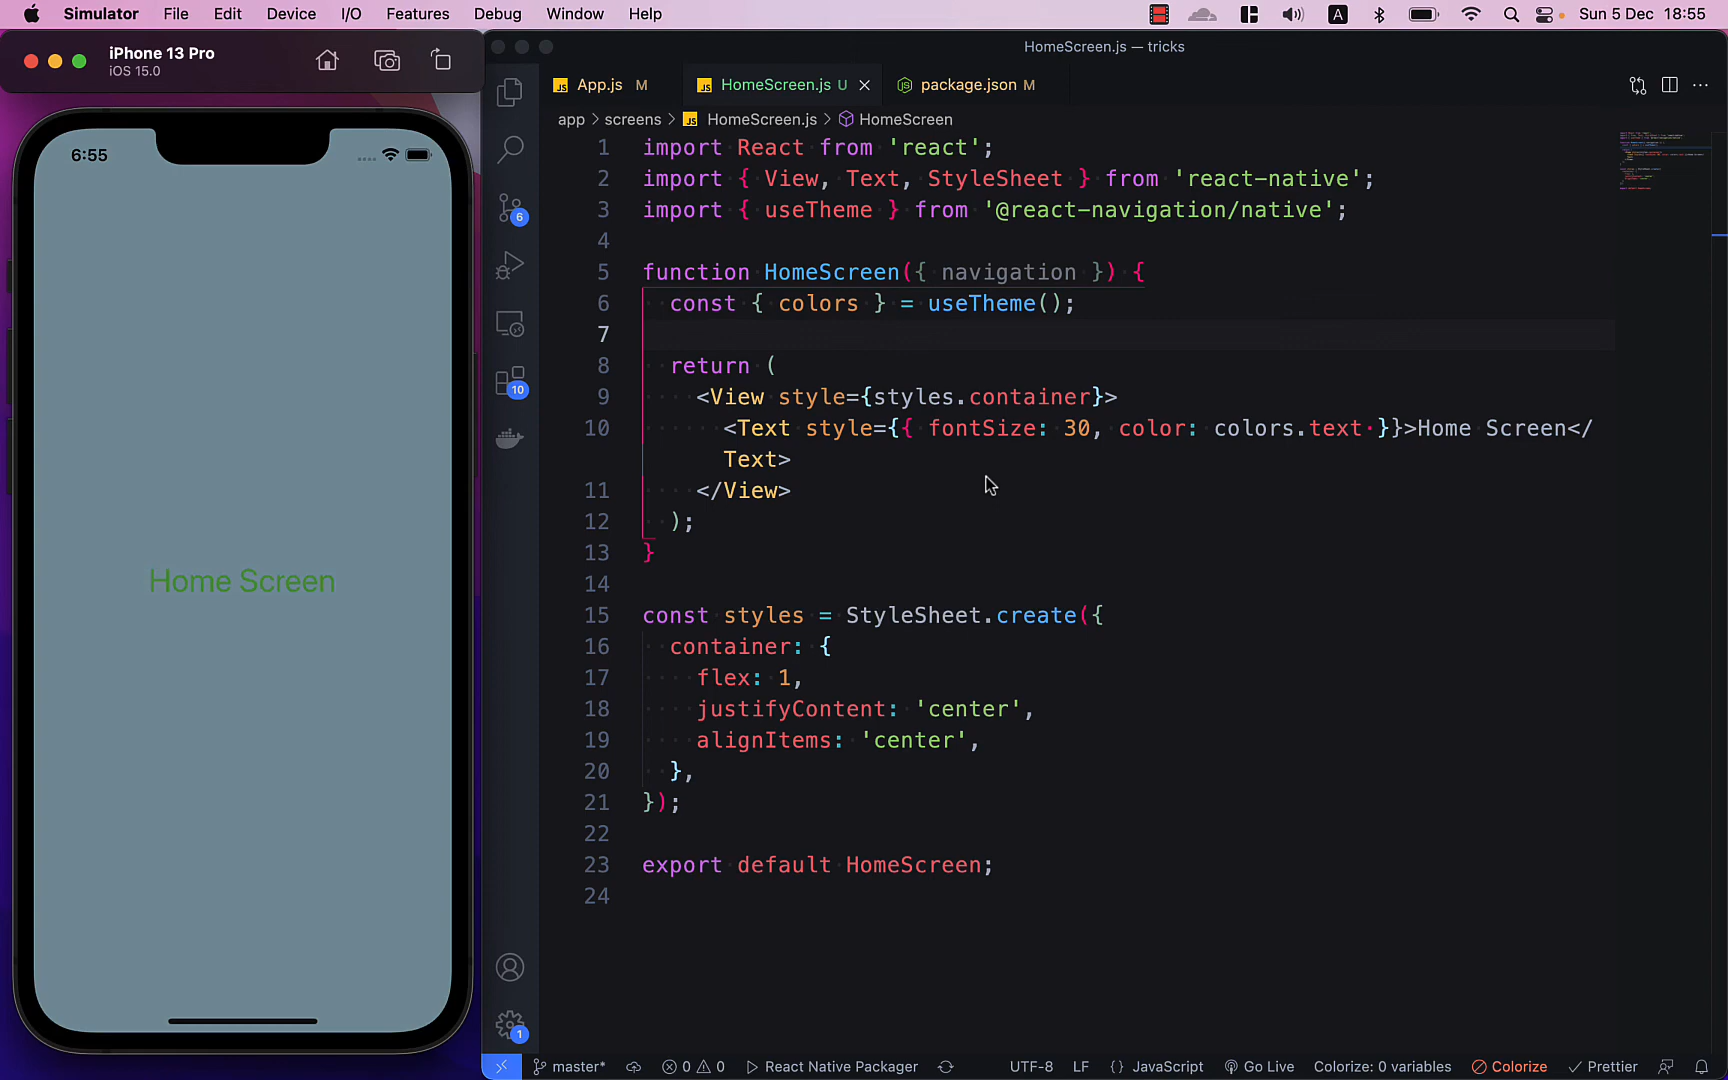 Simulator File Edit Device I/O Features Debug Window Help A Sun 5 Dec 18:55
iPhone 13 Pro
iOS 15.0
6:55
Home Screen
HomeScreen.js — tricks
App.js M HomeScreen.js U package.json M
app > screens > JS HomeScreen.js > HomeScreen
6
10
1
1 import React from 'react';
2 import { View, Text, StyleSheet } from 'react-native';
3 import { useTheme } from '@react-navigation/native';
4
5 function HomeScreen({ navigation }) {
6 const { colors } = useTheme();
7
8 return (
9 <View style={styles.container}>
10 <Text style={{ fontSize: 30, color: colors.text }}>Home Screen</
Text>
11 </View>
12 );
13 }
14
15 const styles = StyleSheet.create({
16 container: {
17 flex: 1,
18 justifyContent: 'center',
19 alignItems: 'center',
20 },
21 });
22
23 export default HomeScreen;
24
master* 0 0 React Native Packager UTF-8 LF {} JavaScript Go Live Colorize: 0 variables Colorize Prettier